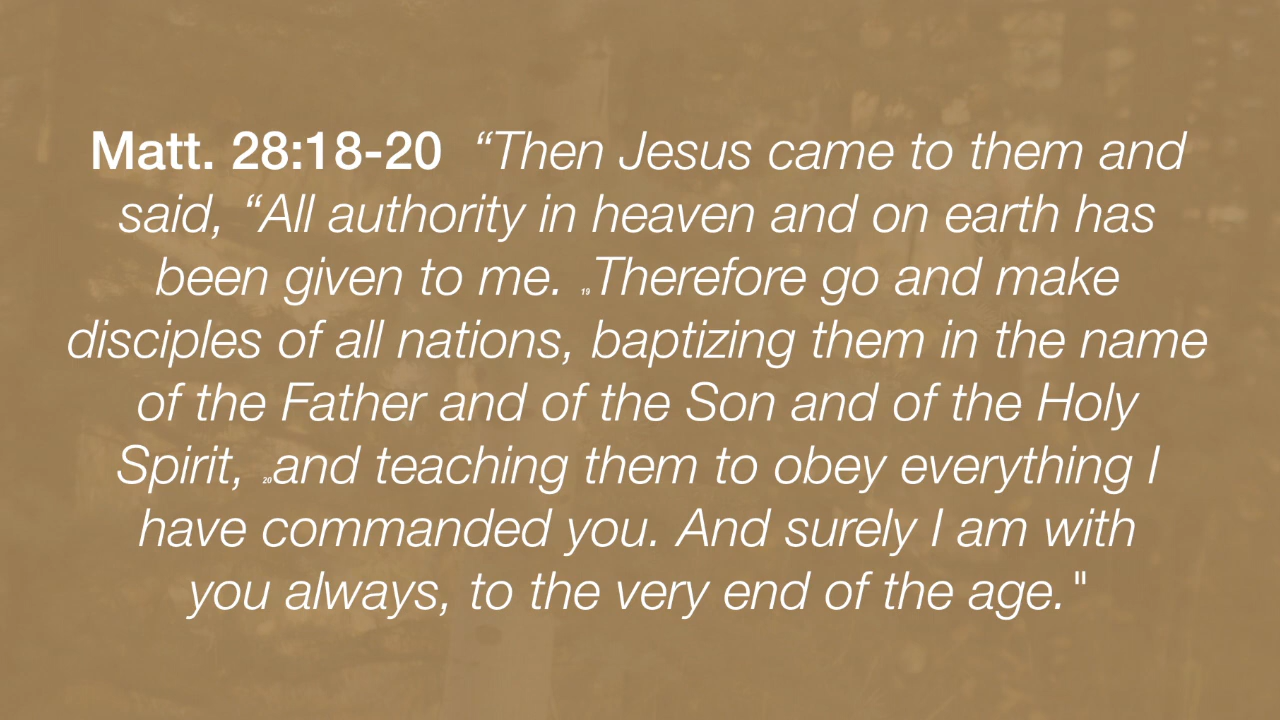 Matt. 28:18-20  “Then Jesus came to them and
said, “All authority in heaven and on earth has
been given to me. 19Therefore go and make
disciples of all nations, baptizing them in the name
of the Father and of the Son and of the Holy
Spirit, 20and teaching them to obey everything I
have commanded you. And surely I am with
you always, to the very end of the age."